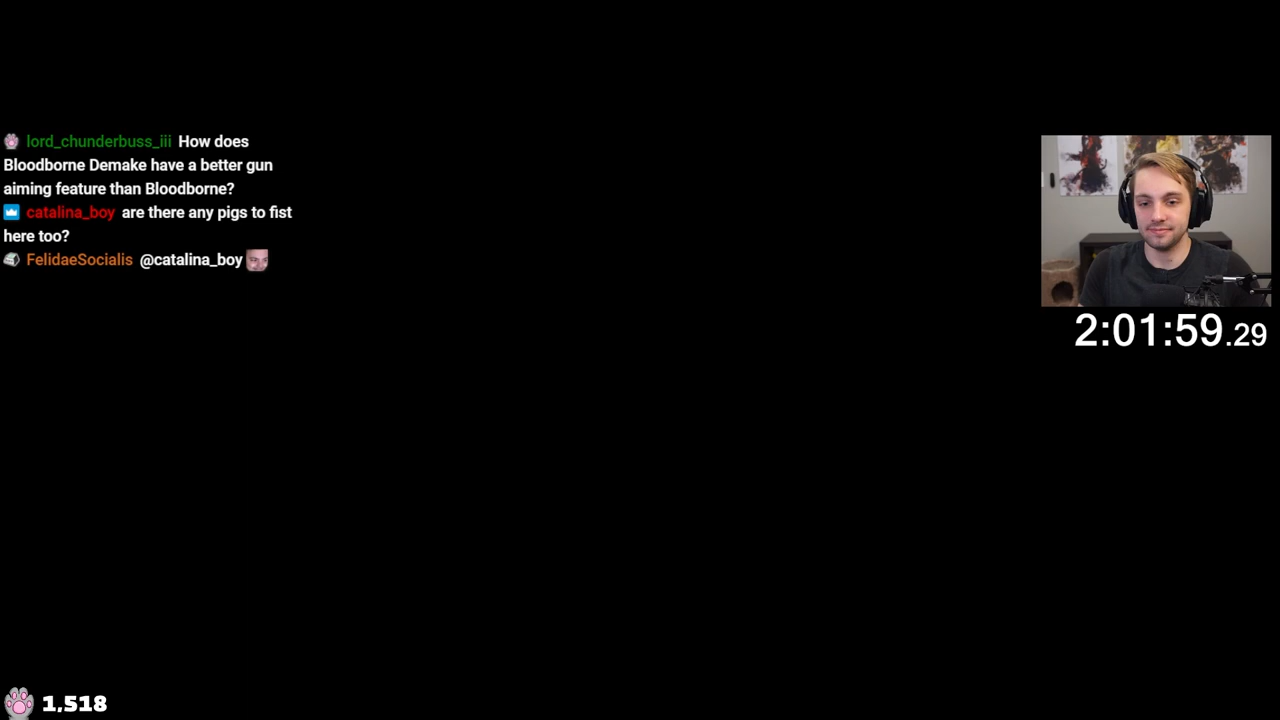 lord_chunderbuss_iii How does
Bloodborne Demake have a better gun
aiming feature than Bloodborne?
catalina_boy are there any pigs to fist
here too?
FelidaeSocialis @catalina_boy
2:01:59.29
1,518